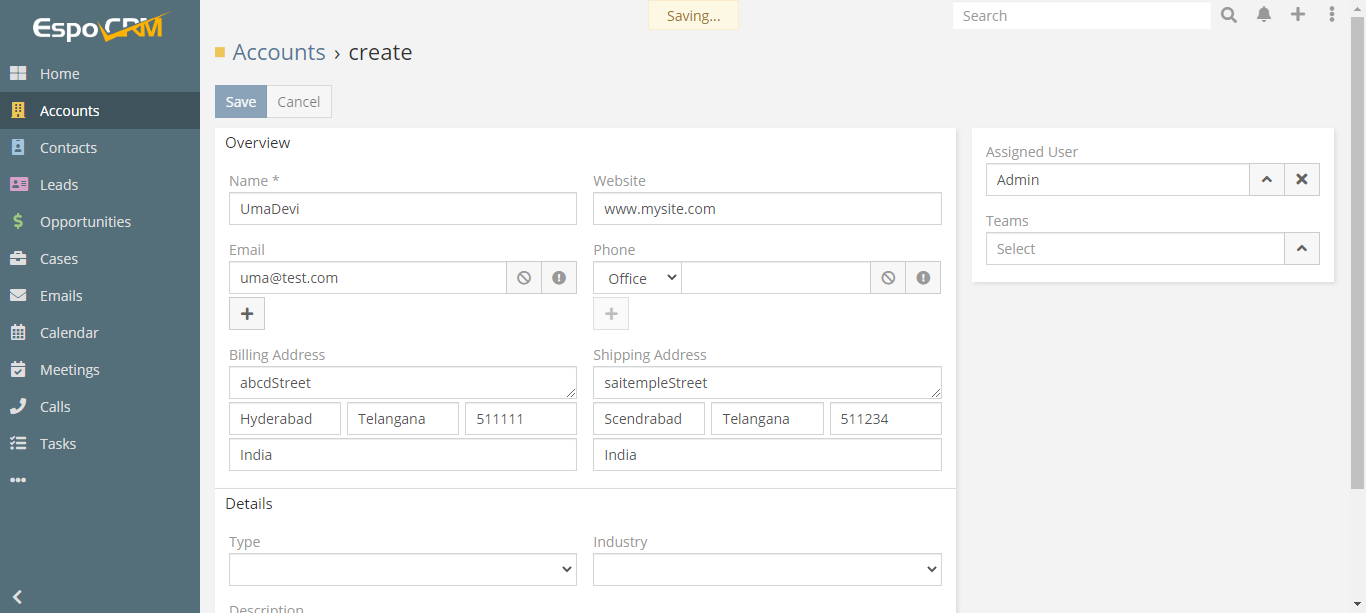 EspoCRM
Saving...
Search
Home
Accounts
Contacts
Leads
Opportunities
Cases
Emails
Calendar
Meetings
Calls
Tasks
Accounts › create
Save Cancel
Overview
Name * Website
UmaDevi www.mysite.com
Email Phone
uma@test.com Office
Billing Address Shipping Address
abcdStreet saitempleStreet
Hyderabad Telangana 511111 Scendrabad Telangana 511234
India India
Details
Type Industry
Description
Assigned User
Admin
Teams
Select